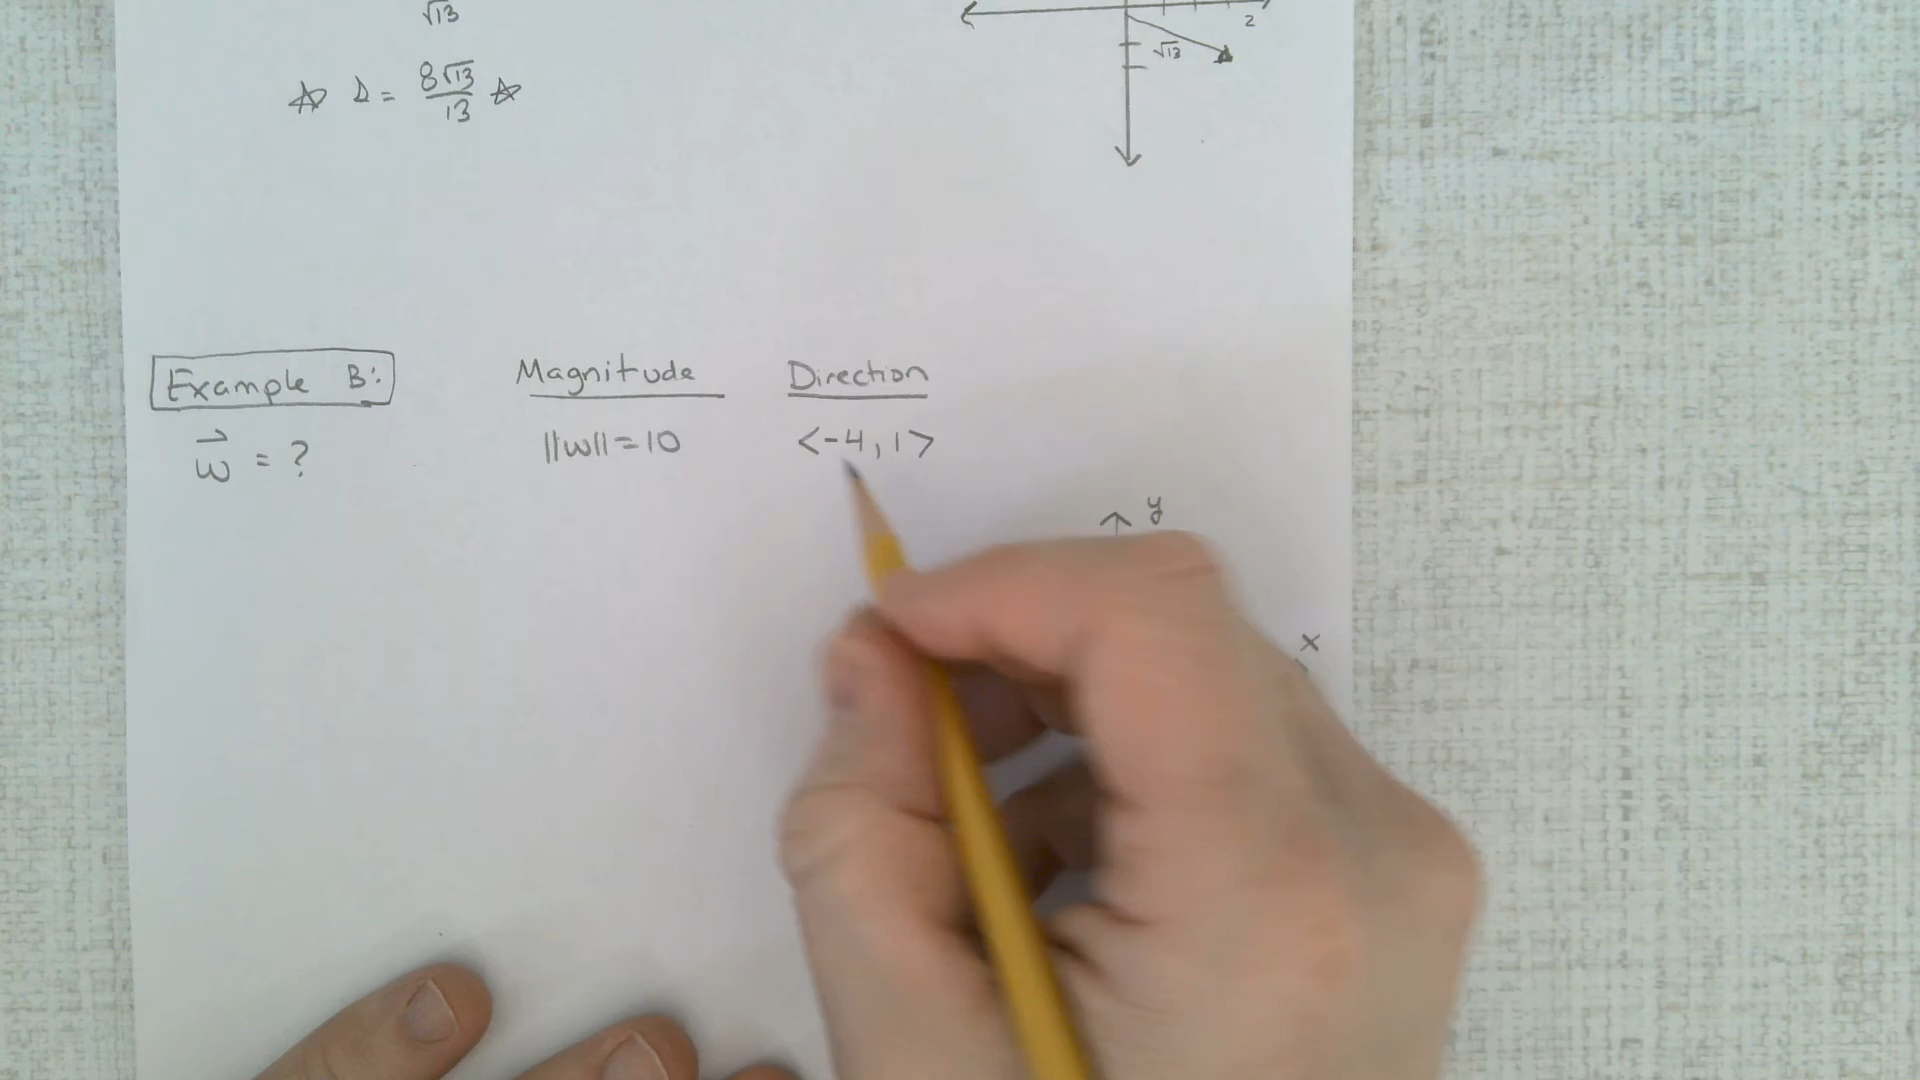 √13
2
√13
☆ Δ = 8√13/13 ☆
Example B: Magnitude Direction
w⃗ = ? ||w||=10 <-4,1>
y
x